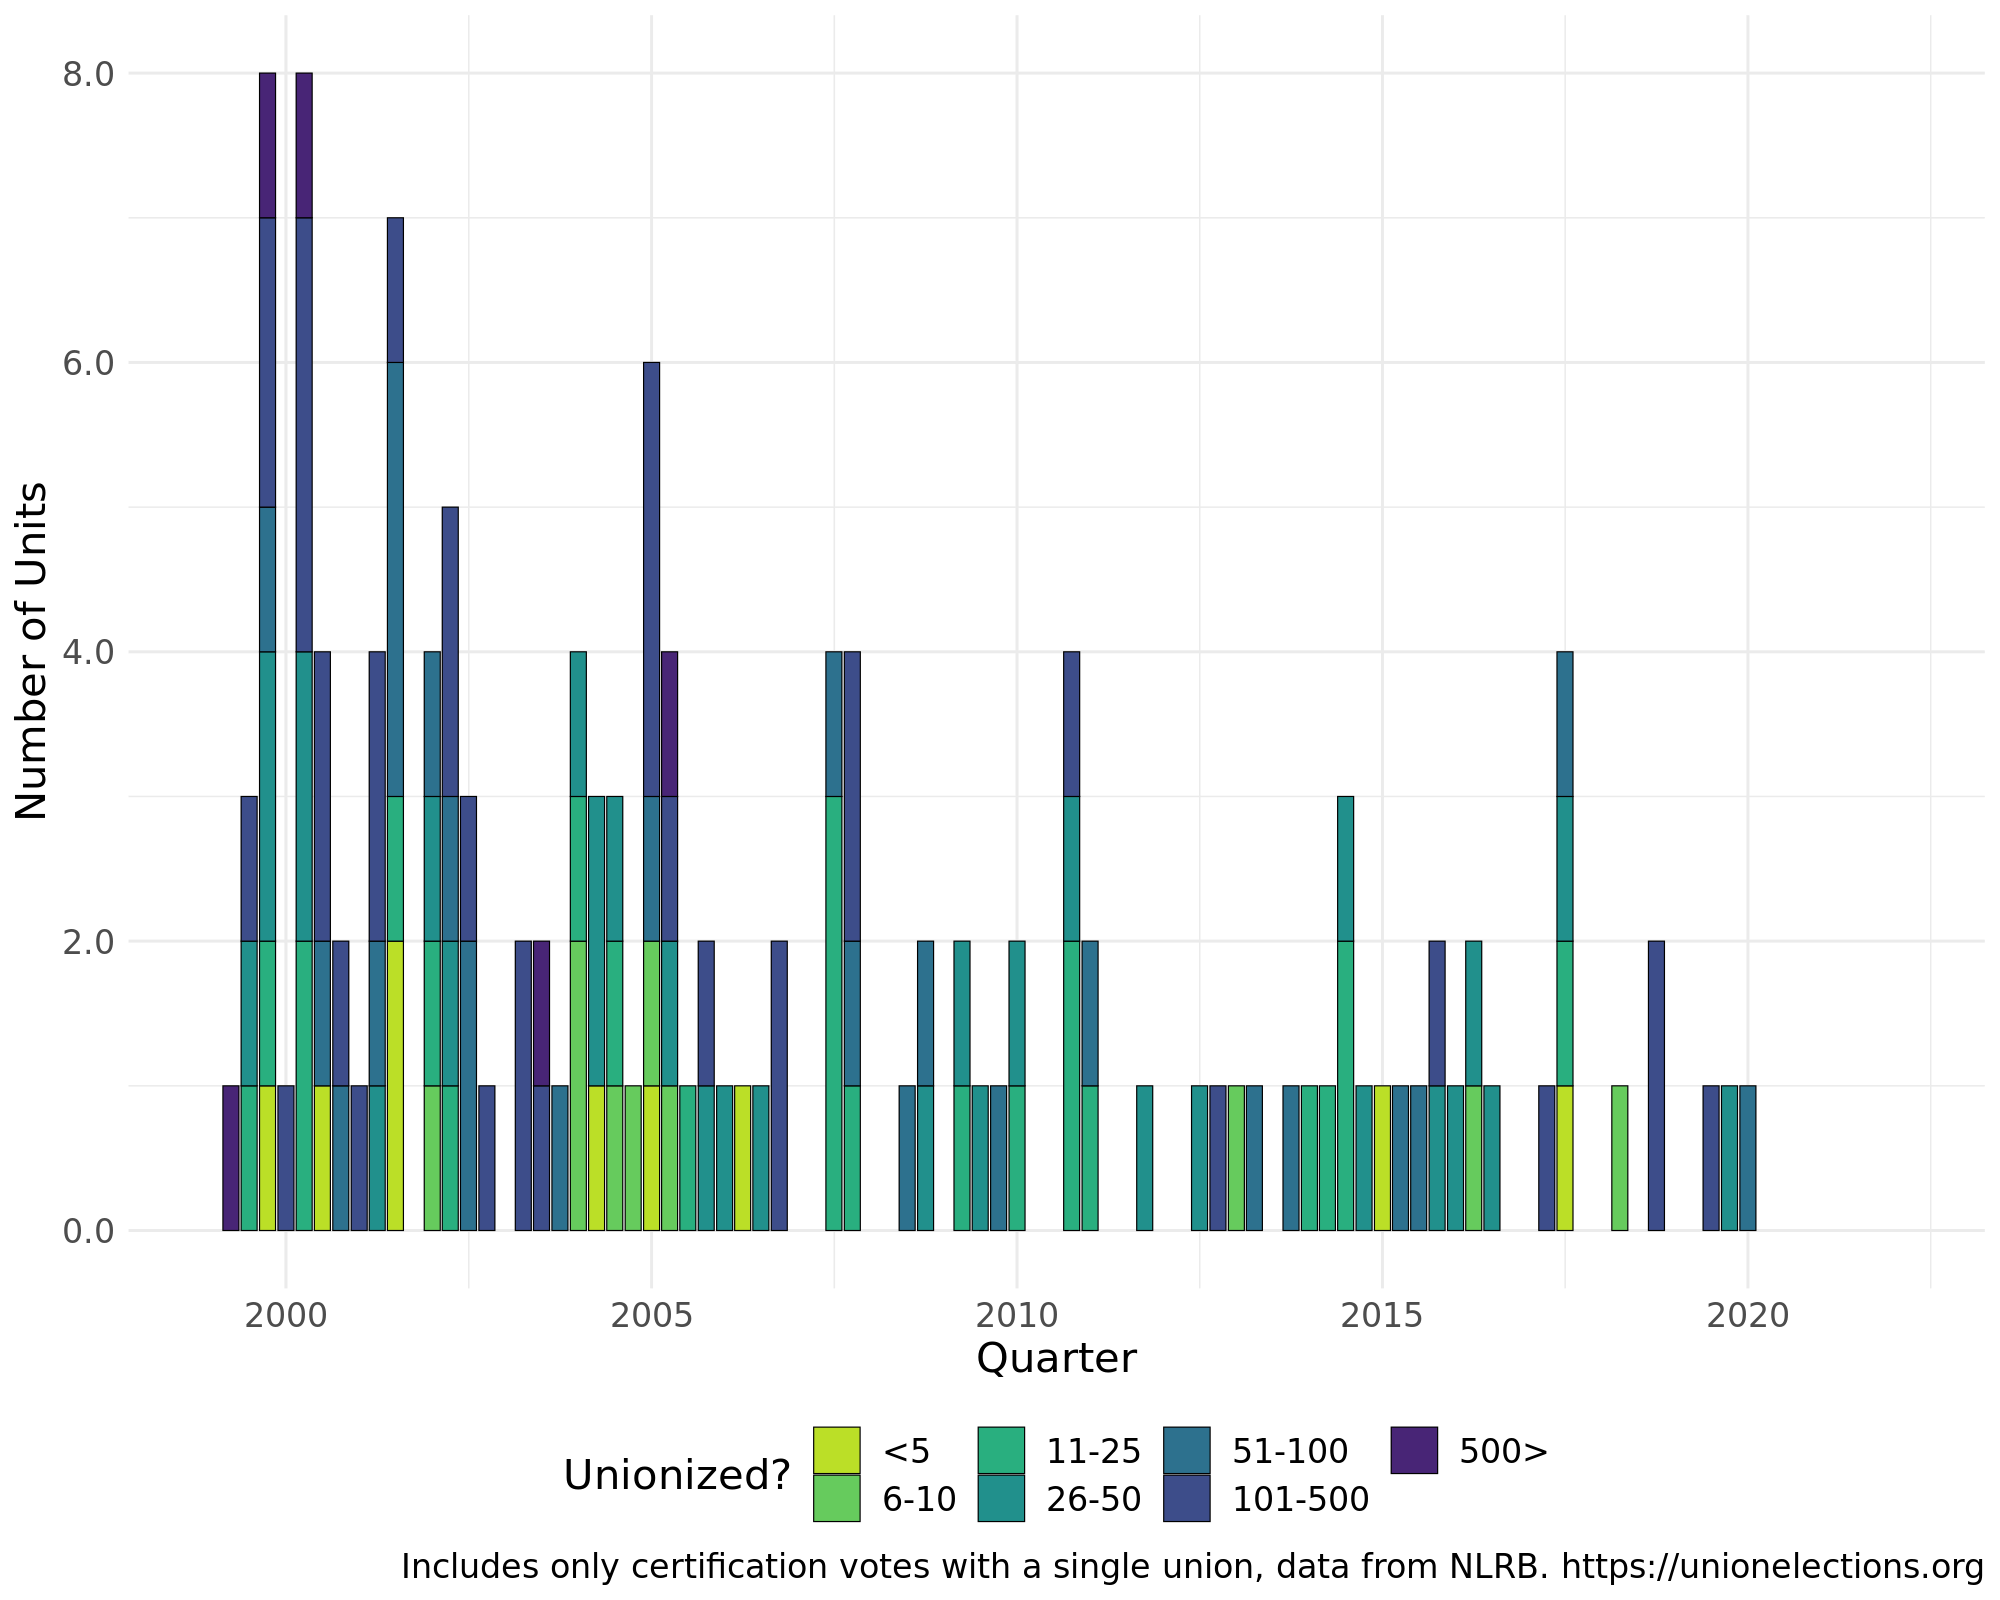 8.0
6.0
4.0
2.0
0.0
Number of Units
2000 2005 2010 2015 2020
Quarter
Unionized?
<5 11-25 51-100 500>
6-10 26-50 101-500
Includes only certification votes with a single union, data from NLRB. https://unionelections.org